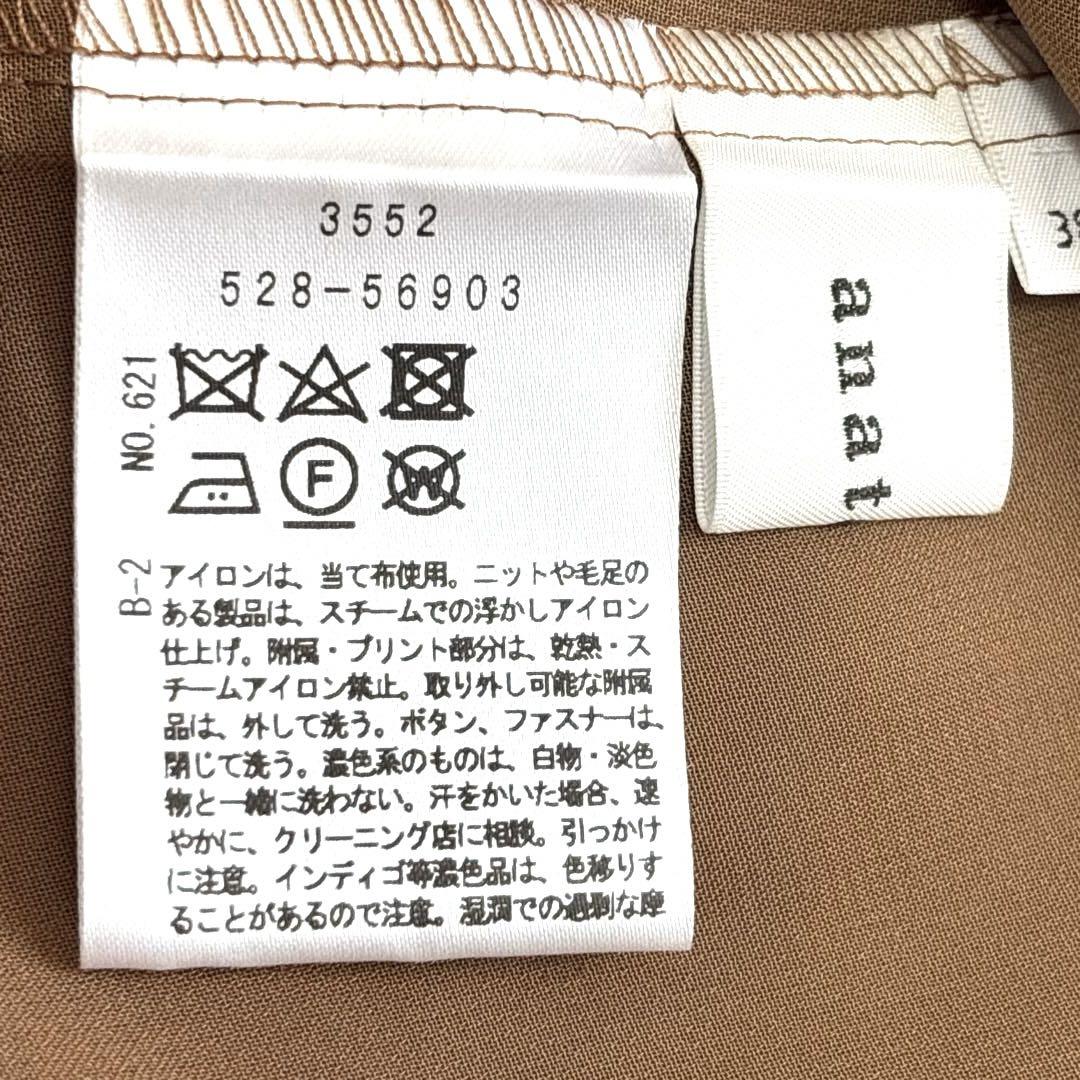 3552
528-56903
NO. 621
F
W
B-2
アイロンは、当て布使用。ニットや毛足の
ある製品は、スチームでの浮かしアイロン
仕上げ。附属・プリント部分は、乾熱・ス
チームアイロン禁止。取り外し可能な附属
品は、外して洗う。ボタン、ファスナーは、
閉じて洗う。濃色系のものは、白物・淡色
物と一緒に洗わない。汗をかいた場合、速
やかに、クリーニング店に相談。引っかけ
に注意。インディゴ等濃色品は、色移りす
ることがあるので注意。湿潤での過剰な摩
anat